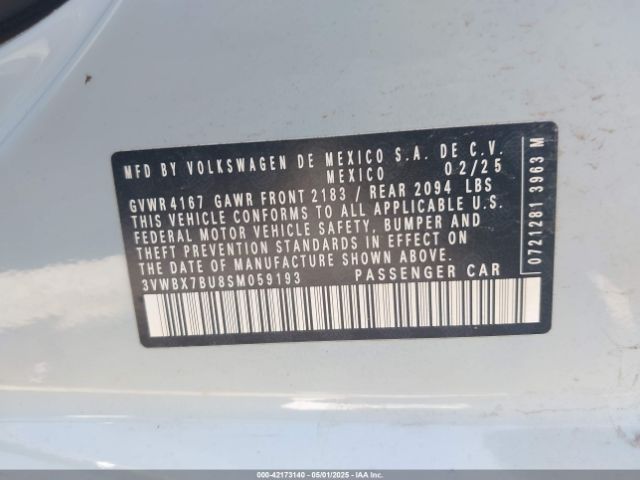 MFD BY VOLKSWAGEN DE MEXICO S.A. DE C.V.
MEXICO 02/25
GVWR 4167 GAWR FRONT 2183 / REAR 2094 LBS
THIS VEHICLE CONFORMS TO ALL APPLICABLE U.S.
FEDERAL MOTOR VEHICLE SAFETY, BUMPER AND
THEFT PREVENTION STANDARDS IN EFFECT ON
THE DATE OF MANUFACTURE SHOWN ABOVE.
3VWBX7BU8SM059193 PASSENGER CAR
0721281 3963 M
000-42173140 - 05/01/2025 - IAA Inc.